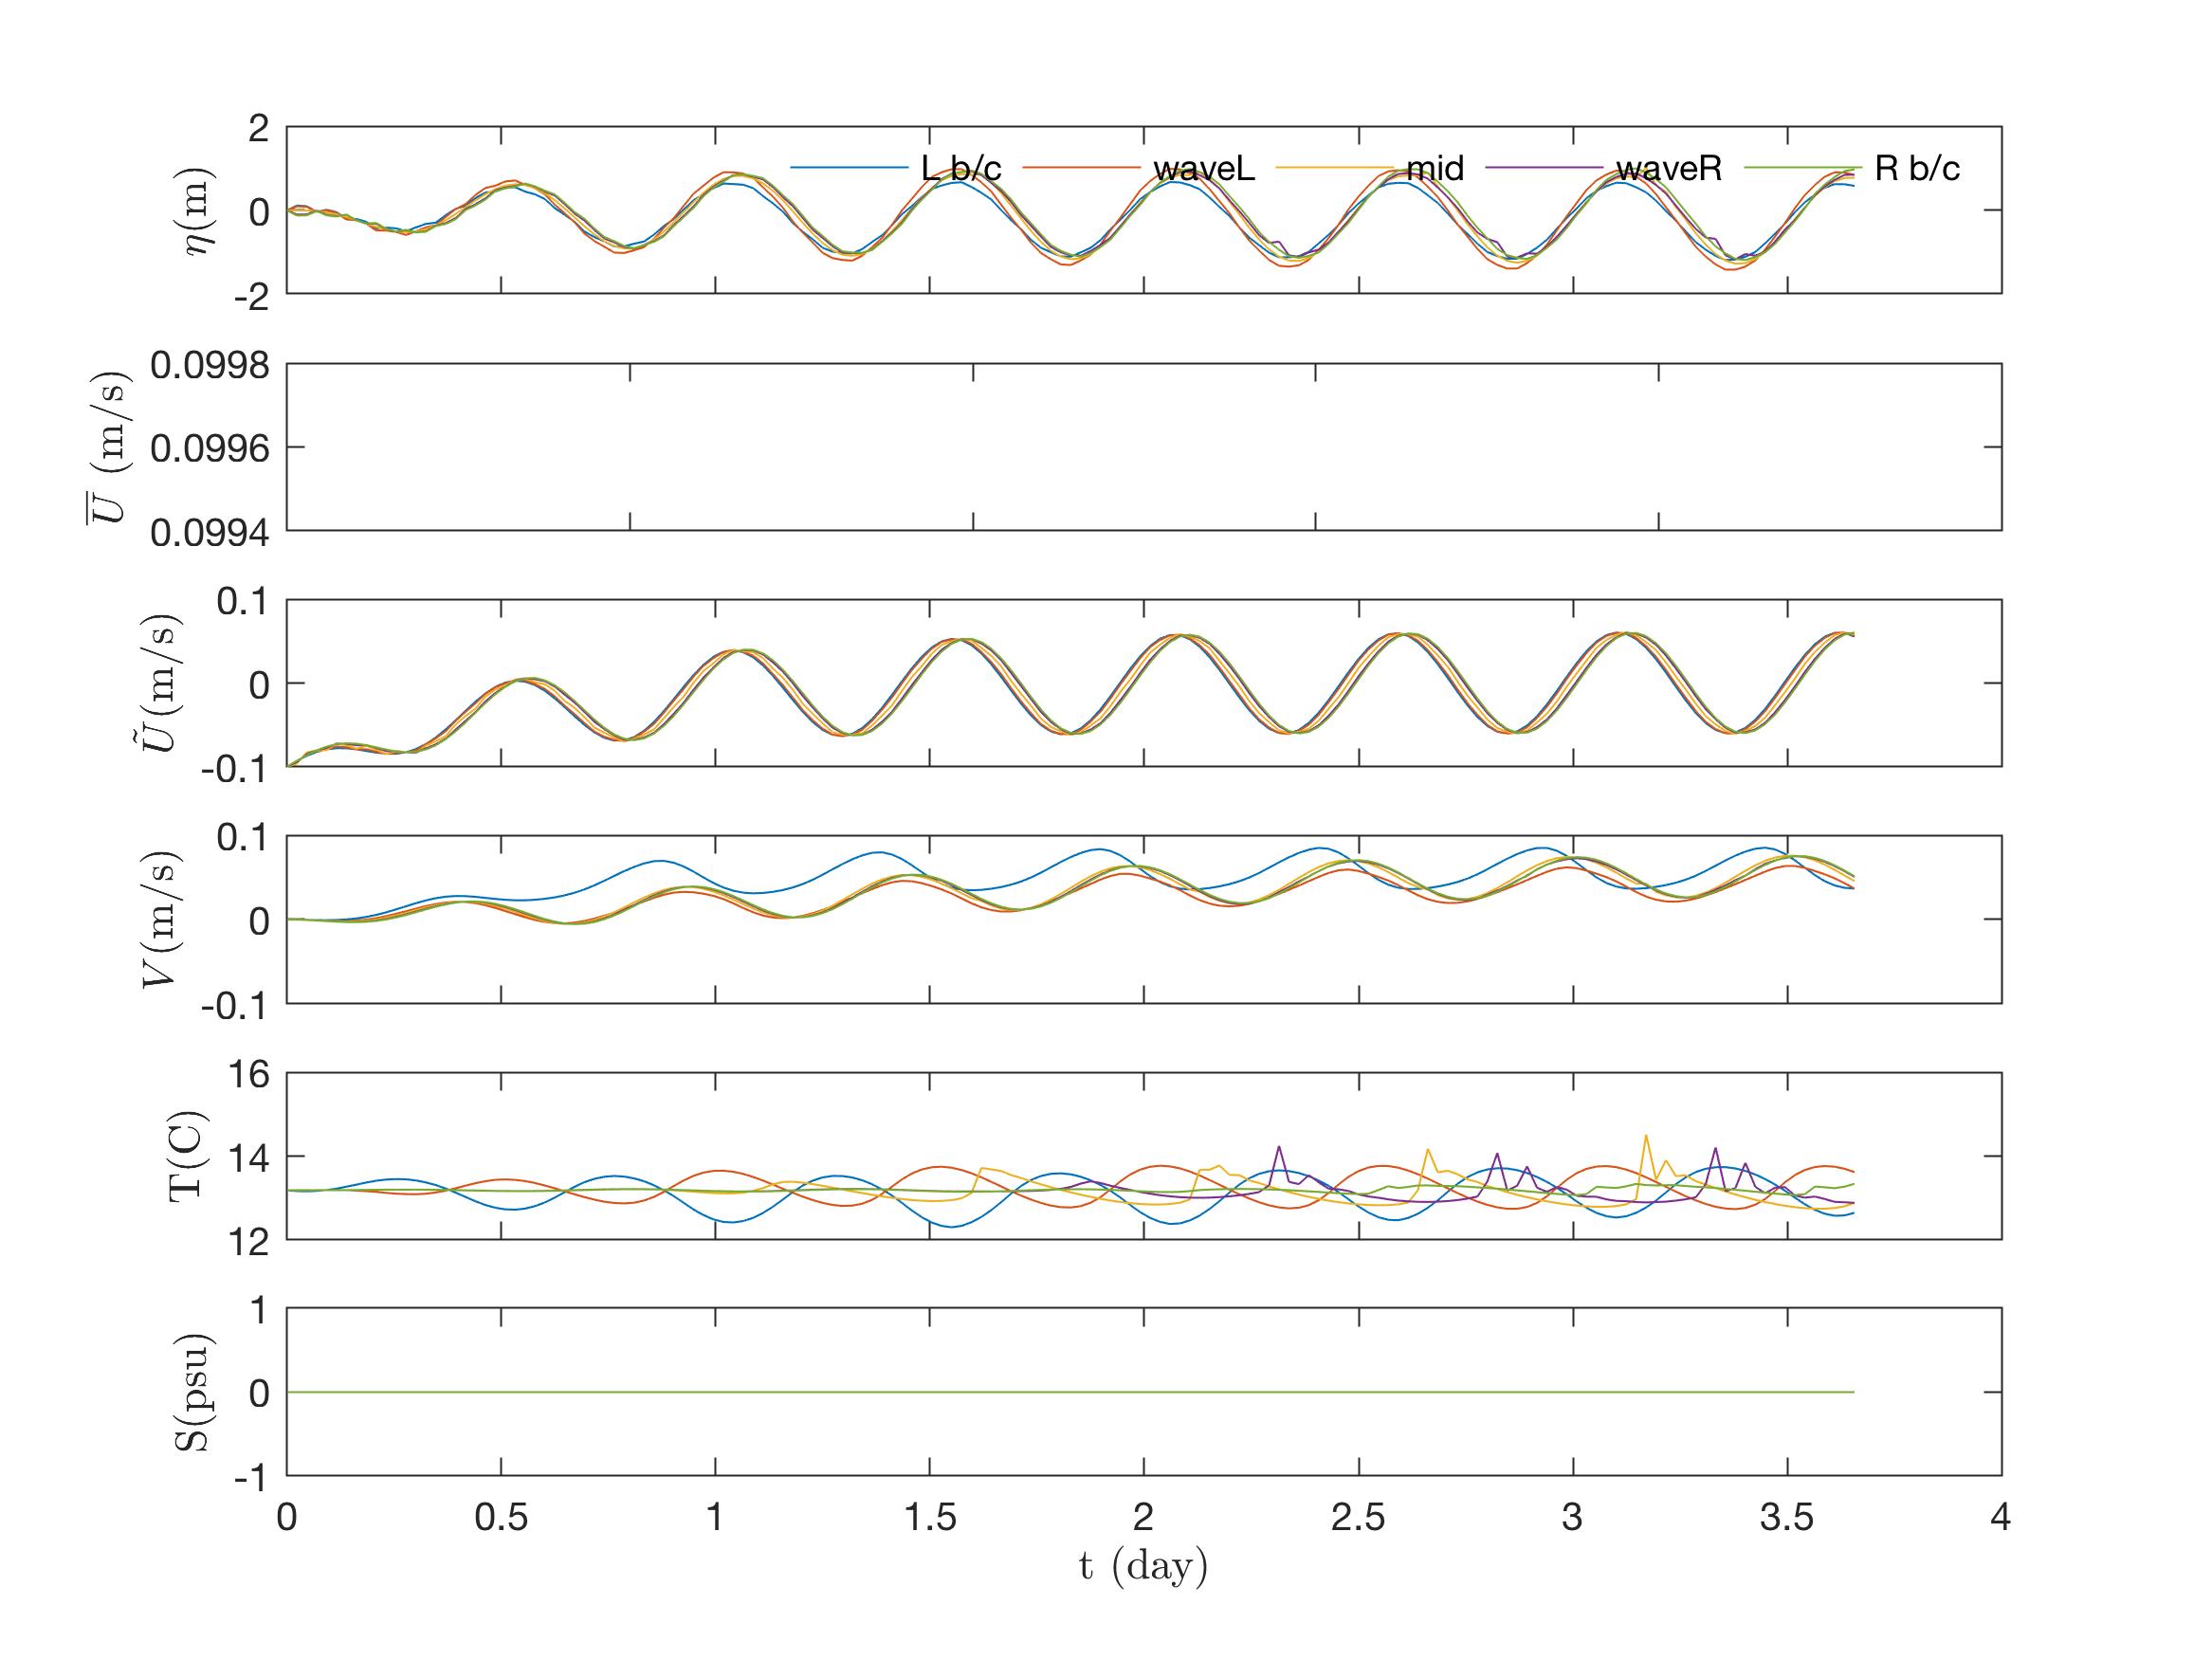 2
0
-2
η(m)
L b/c waveL mid waveR R b/c
0.0998
0.0996
0.0994
U̅ (m/s)
0.1
0
-0.1
Ũ(m/s)
0.1
0
-0.1
V(m/s)
16
14
12
T(C)
1
0
-1
S(psu)
0 0.5 1 1.5 2 2.5 3 3.5 4
t (day)